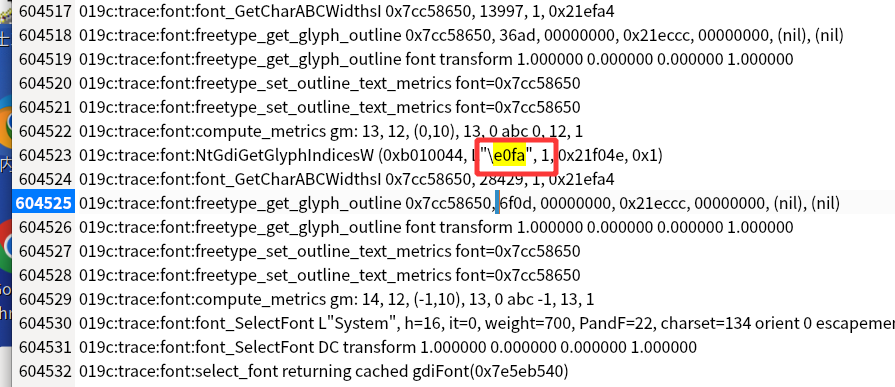 604517 019c:trace:font:font_GetCharABCWidthsI 0x7cc58650, 13997, 1, 0x21efa4
604518 019c:trace:font:freetype_get_glyph_outline 0x7cc58650, 36ad, 00000000, 0x21eccc, 00000000, (nil), (nil)
604519 019c:trace:font:freetype_get_glyph_outline font transform 1.000000 0.000000 0.000000 1.000000
604520 019c:trace:font:freetype_set_outline_text_metrics font=0x7cc58650
604521 019c:trace:font:freetype_set_outline_text_metrics font=0x7cc58650
604522 019c:trace:font:compute_metrics gm: 13, 12, (0,10), 13, 0 abc 0, 12, 1
604523 019c:trace:font:NtGdiGetGlyphIndicesW (0xb010044, L"\e0fa", 1, 0x21f04e, 0x1)
604524 019c:trace:font:font_GetCharABCWidthsI 0x7cc58650, 28429, 1, 0x21efa4
604525 019c:trace:font:freetype_get_glyph_outline 0x7cc58650, 6f0d, 00000000, 0x21eccc, 00000000, (nil), (nil)
604526 019c:trace:font:freetype_get_glyph_outline font transform 1.000000 0.000000 0.000000 1.000000
604527 019c:trace:font:freetype_set_outline_text_metrics font=0x7cc58650
604528 019c:trace:font:freetype_set_outline_text_metrics font=0x7cc58650
604529 019c:trace:font:compute_metrics gm: 14, 12, (-1,10), 13, 0 abc -1, 13, 1
604530 019c:trace:font:font_SelectFont L"System", h=16, it=0, weight=700, PandF=22, charset=134 orient 0 escapemen
604531 019c:trace:font:font_SelectFont DC transform 1.000000 0.000000 0.000000 1.000000
604532 019c:trace:font:select_font returning cached gdiFont(0x7e5eb540)